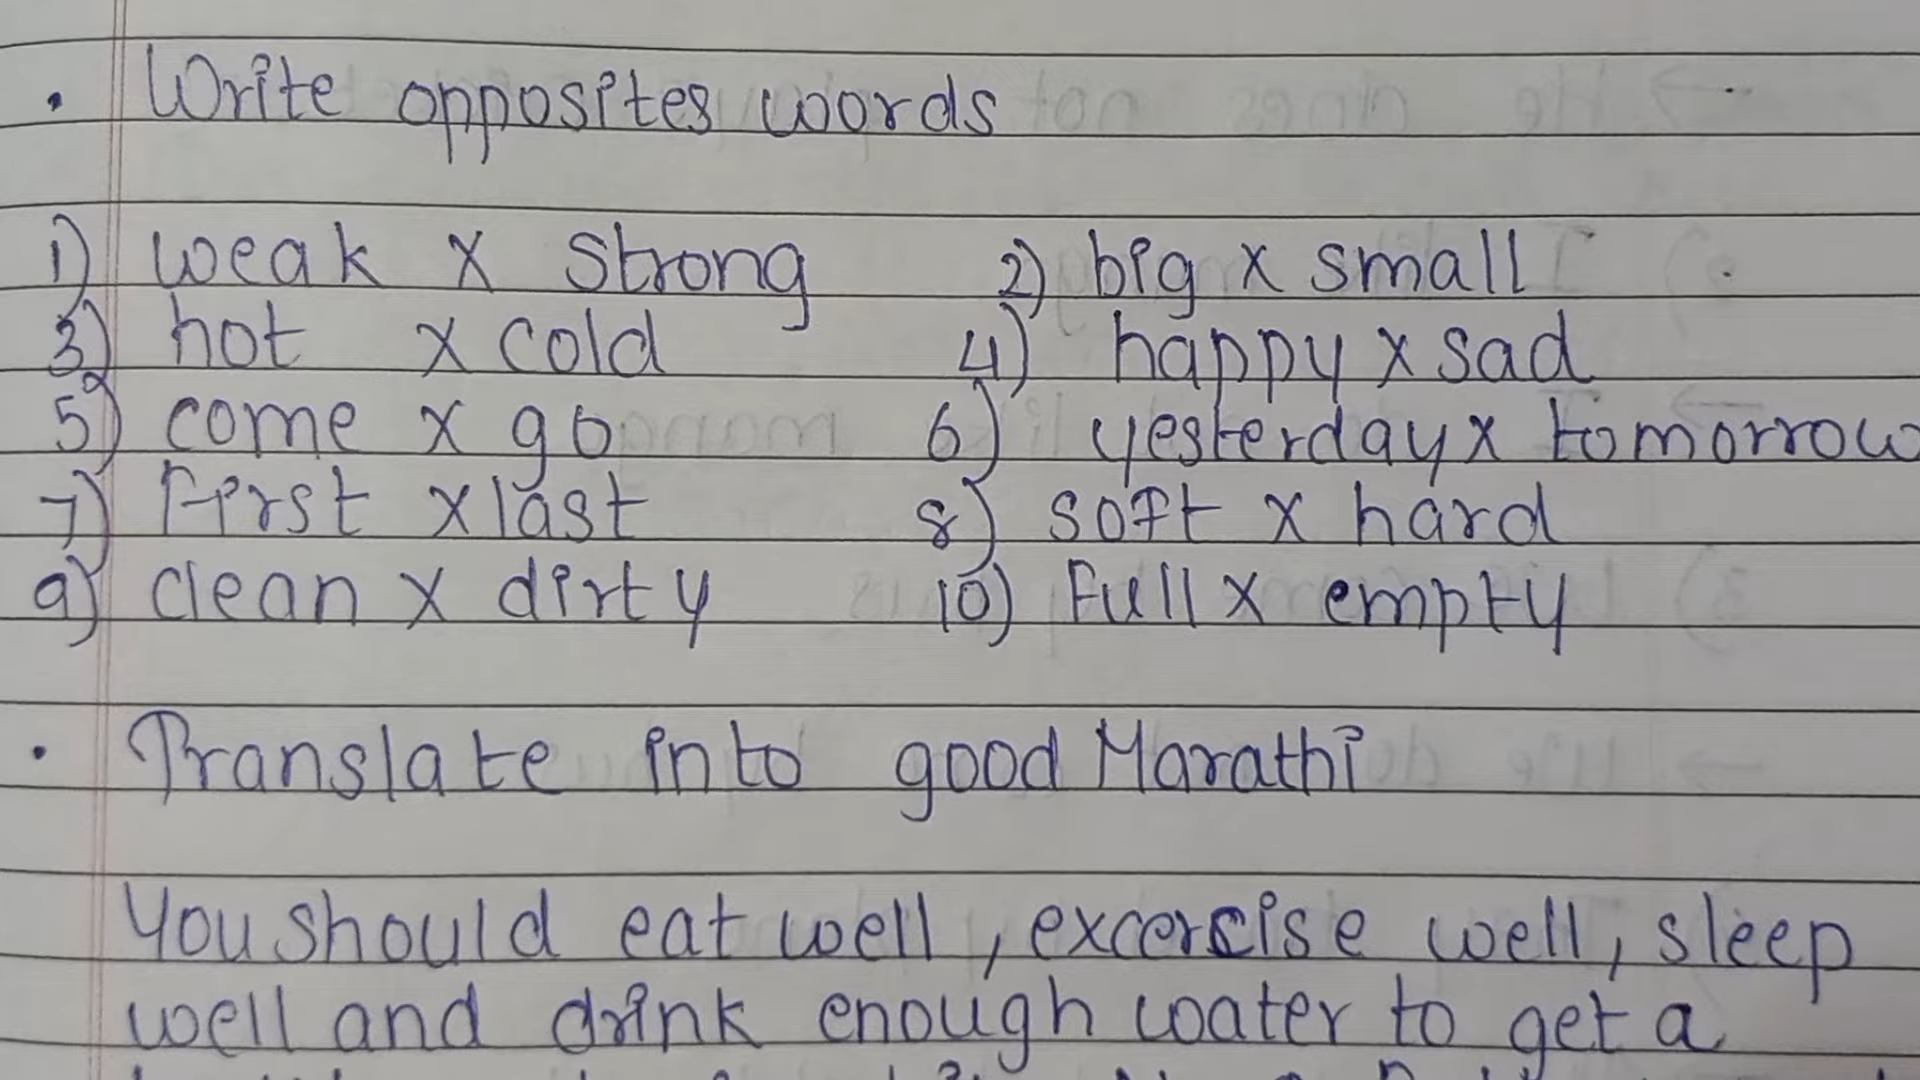 . Write opposites words
1) weak x strong 2) big x small
3) hot x cold 4) happy x sad
5) come x go 6) yesterday x tomorrow
7) First x last 8) soft x hard
9) clean x dirty 10) Full x empty
. Translate into good Marathi
You should eat well, excercise well, sleep
well and drink enough water to get a